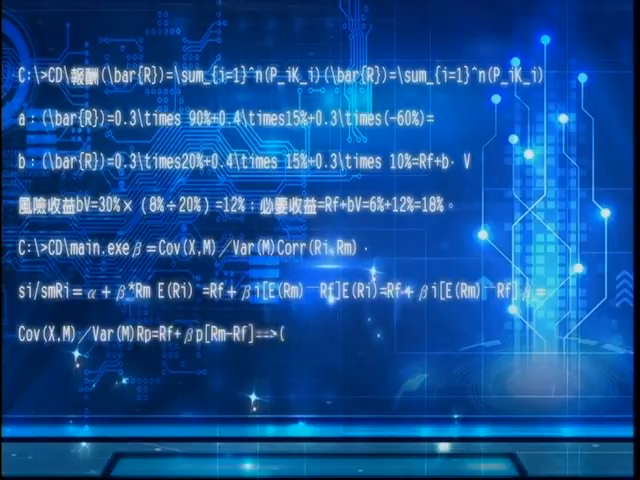 C:\>CD\報酬(\bar{R})=\sum_{i=1}^n(P_iK_i)(\bar{R})=\sum_{i=1}^n(P_iK_i)
a：(\bar{R})=0.3\times 90%+0.4\times15%+0.3\times(-60%)=
b：(\bar{R})=0.3\times20%+0.4\times 15%+0.3\times 10%=Rf+b· V
風險收益bV=30%×（8%÷20%）=12%；必要收益=Rf+bV=6%+12%=18%。
C:\>CD\main.exeβ=Cov(X,M)／Var(M)Corr(Ri,Rm)·
si/smRi=α+β*Rm E(Ri) =Rf+βi[E(Rm) Rf]E(Ri)=Rf+βi[E(Rm) Rf]β=
Cov(X,M)／Var(M)Rp=Rf+βp[Rm-Rf]==>(